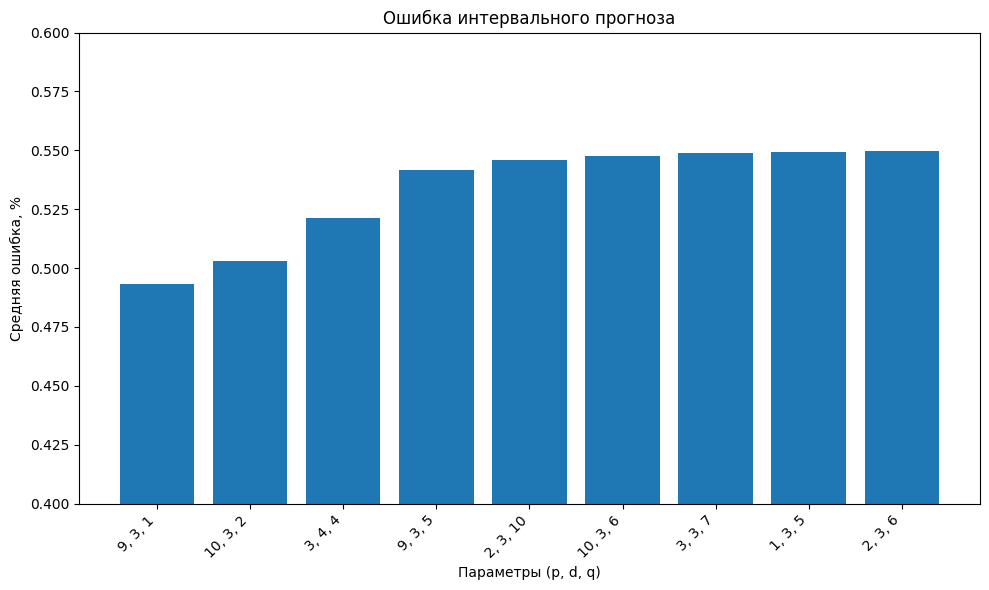 Ошибка интервального прогноза
Средняя ошибка, %
0.600
0.575
0.550
0.525
0.500
0.475
0.450
0.425
0.400
9, 3, 1
10, 3, 2
3, 4, 4
9, 3, 5
2, 3, 10
10, 3, 6
3, 3, 7
1, 3, 5
2, 3, 6
Параметры (p, d, q)